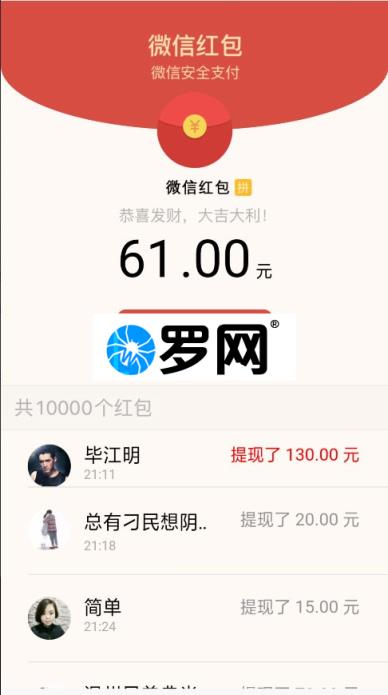 微信红包
微信安全支付
¥
微信红包 拼
恭喜发财，大吉大利！
61.00 元
罗网®
共10000个红包
毕江明 提现了 130.00 元
21:11
总有刁民想阴.. 提现了 20.00 元
21:18
简单 提现了 15.00 元
21:24